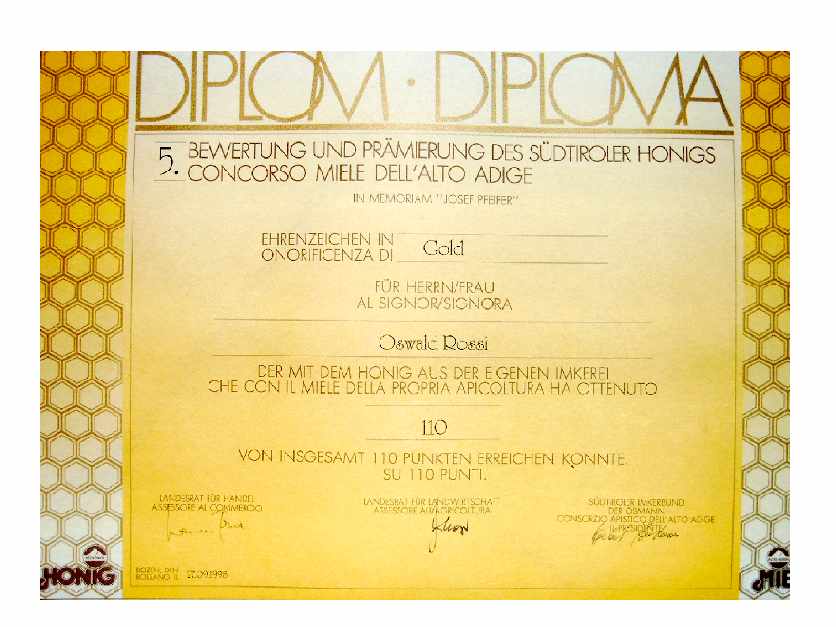 DIPLOM · DIPLOMA
5. BEWERTUNG UND PRÄMIERUNG DES SÜDTIROLER HONIGS
CONCORSO MIELE DELL'ALTO ADIGE
IN MEMORIAM "JOSEF PFEIFER"
EHRENZEICHEN IN
ONORIFICENZA DI
Gold
FÜR HERRN/FRAU
AL SIGNOR/SIGNORA
Oswald Rossi
DER MIT DEM HONIG AUS DER EIGENEN IMKEREI
CHE CON IL MIELE DELLA PROPRIA APICOLTURA HA OTTENUTO
110
VON INSGESAMT 110 PUNKTEN ERREICHEN KONNTE.
SU 110 PUNTI.
LANDESRAT FÜR HANDEL
ASSESSORE AL COMMERCIO
LANDESRAT FÜR LANDWIRTSCHAFT
ASSESSORE ALL'AGRICOLTURA
SÜDTIROLER IMKERBUND
DER OBMANN
CONSORZIO APISTICO DELL'ALTO ADIGE
IL PRESIDENTE
BOZEN, DEN
BOLZANO, IL
HONIG
MIE